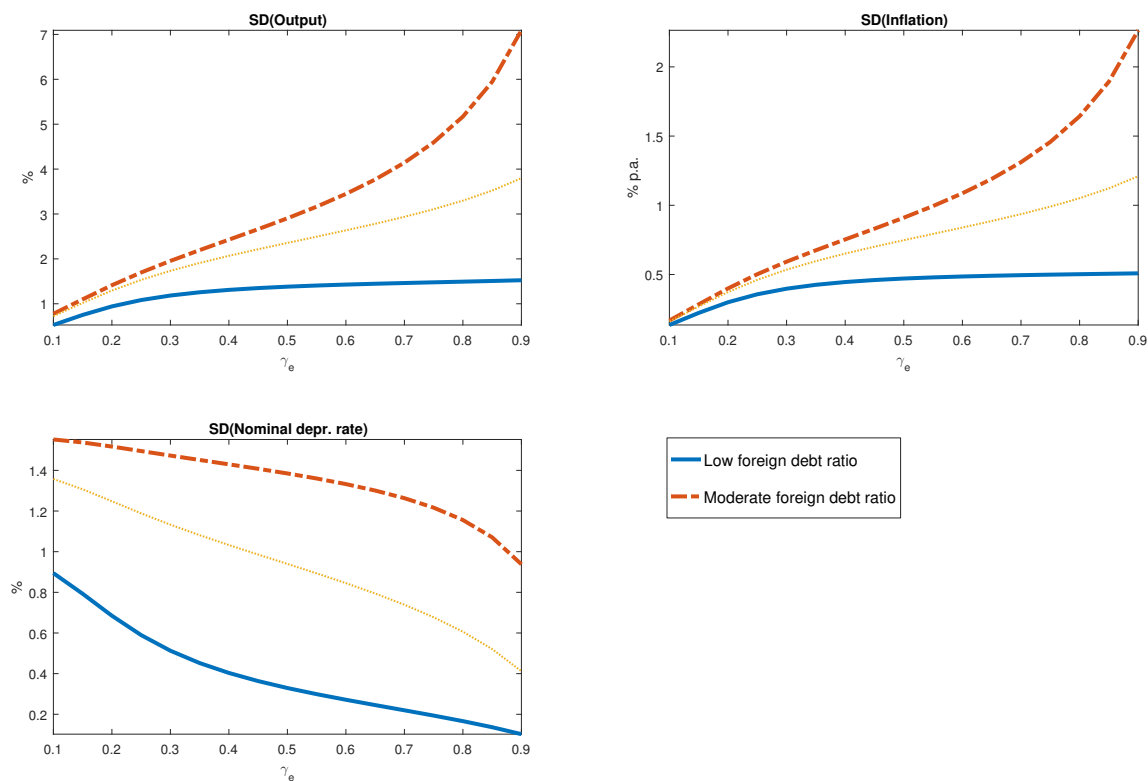 SD(Output)
7
6
5
4
3
2
1
%
0.1 0.2 0.3 0.4 0.5 0.6 0.7 0.8 0.9
γe
SD(Inflation)
2
1.5
1
0.5
% p.a.
0.1 0.2 0.3 0.4 0.5 0.6 0.7 0.8 0.9
γe
SD(Nominal depr. rate)
1.4
1.2
1
0.8
0.6
0.4
0.2
%
0.1 0.2 0.3 0.4 0.5 0.6 0.7 0.8 0.9
γe
Low foreign debt ratio
Moderate foreign debt ratio